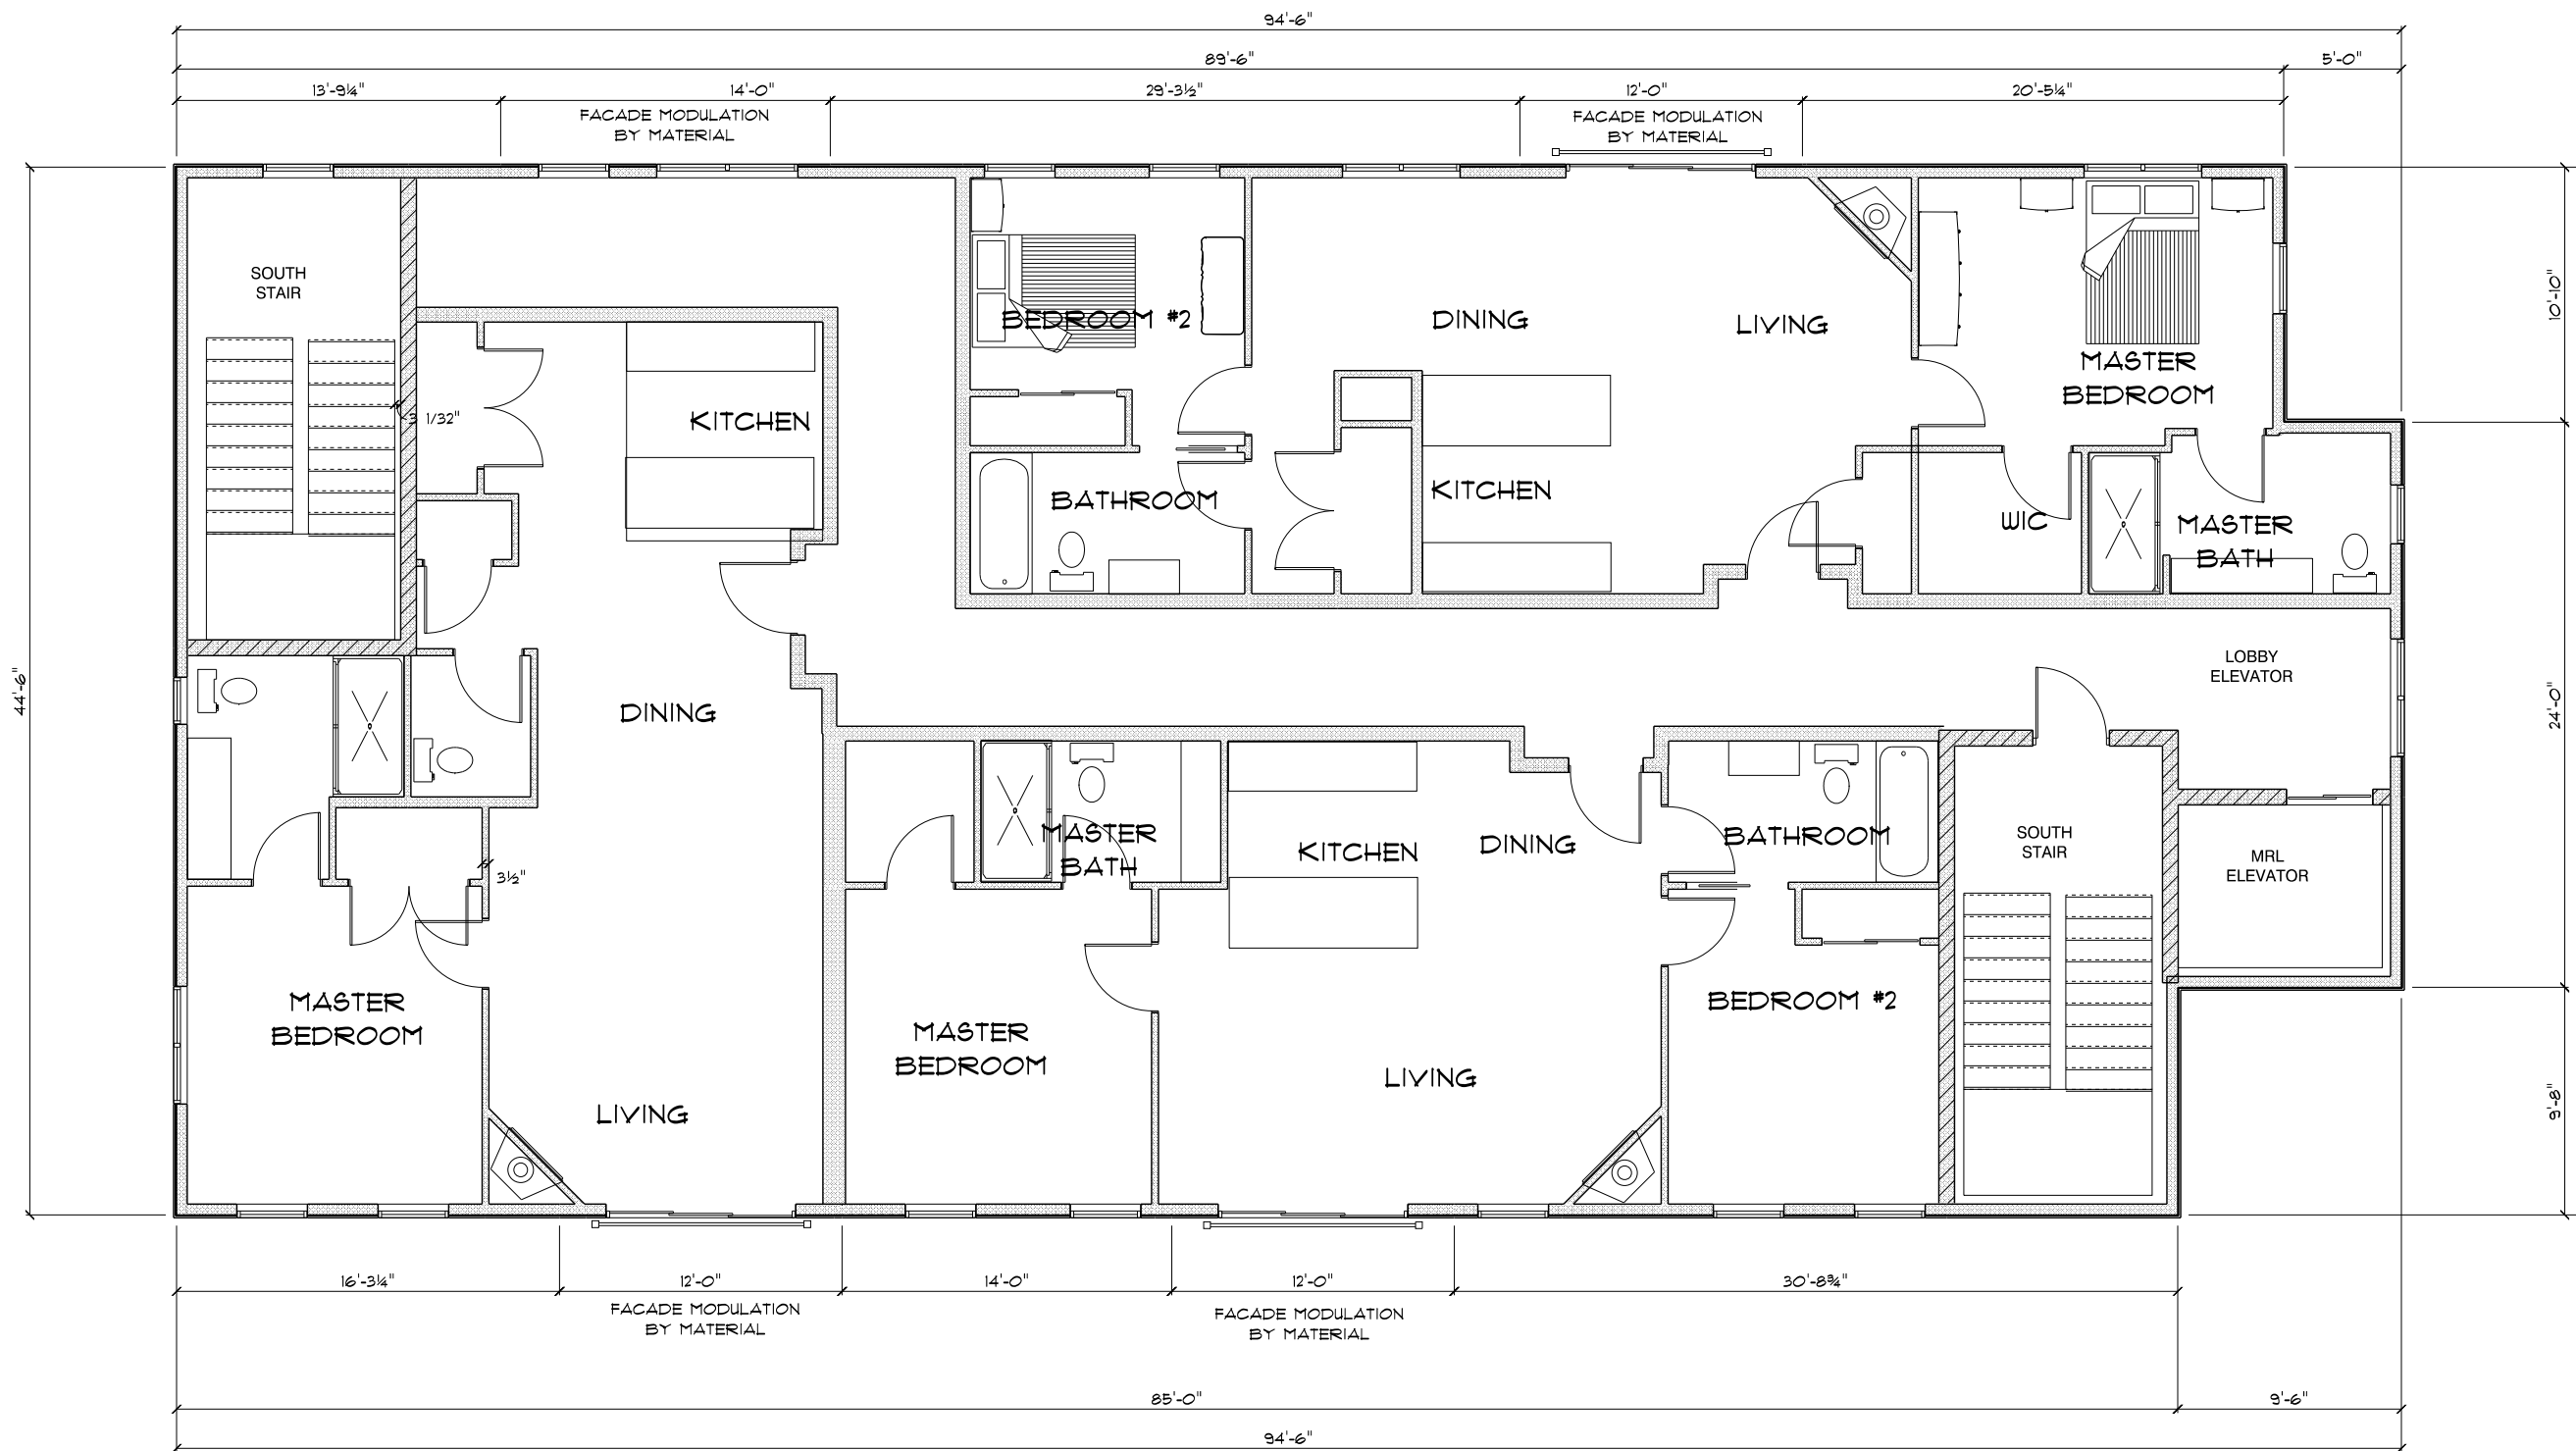 94'-6"
89'-6"
5'-0"
13'-9¼"
14'-0"
29'-3½"
12'-0"
20'-5¼"
FACADE MODULATION
BY MATERIAL
FACADE MODULATION
BY MATERIAL
SOUTH
STAIR
BEDROOM #2
DINING
LIVING
MASTER
BEDROOM
10'-10"
3 1/32"
KITCHEN
BATHROOM
KITCHEN
WIC
MASTER
BATH
44'-6"
DINING
LOBBY
ELEVATOR
24'-0"
MASTER
BATH
KITCHEN
DINING
BATHROOM
SOUTH
STAIR
MRL
ELEVATOR
3½"
MASTER
BEDROOM
MASTER
BEDROOM
BEDROOM #2
LIVING
LIVING
9'-8"
16'-3¼"
12'-0"
14'-0"
12'-0"
30'-8¾"
FACADE MODULATION
BY MATERIAL
FACADE MODULATION
BY MATERIAL
85'-0"
9'-6"
94'-6"